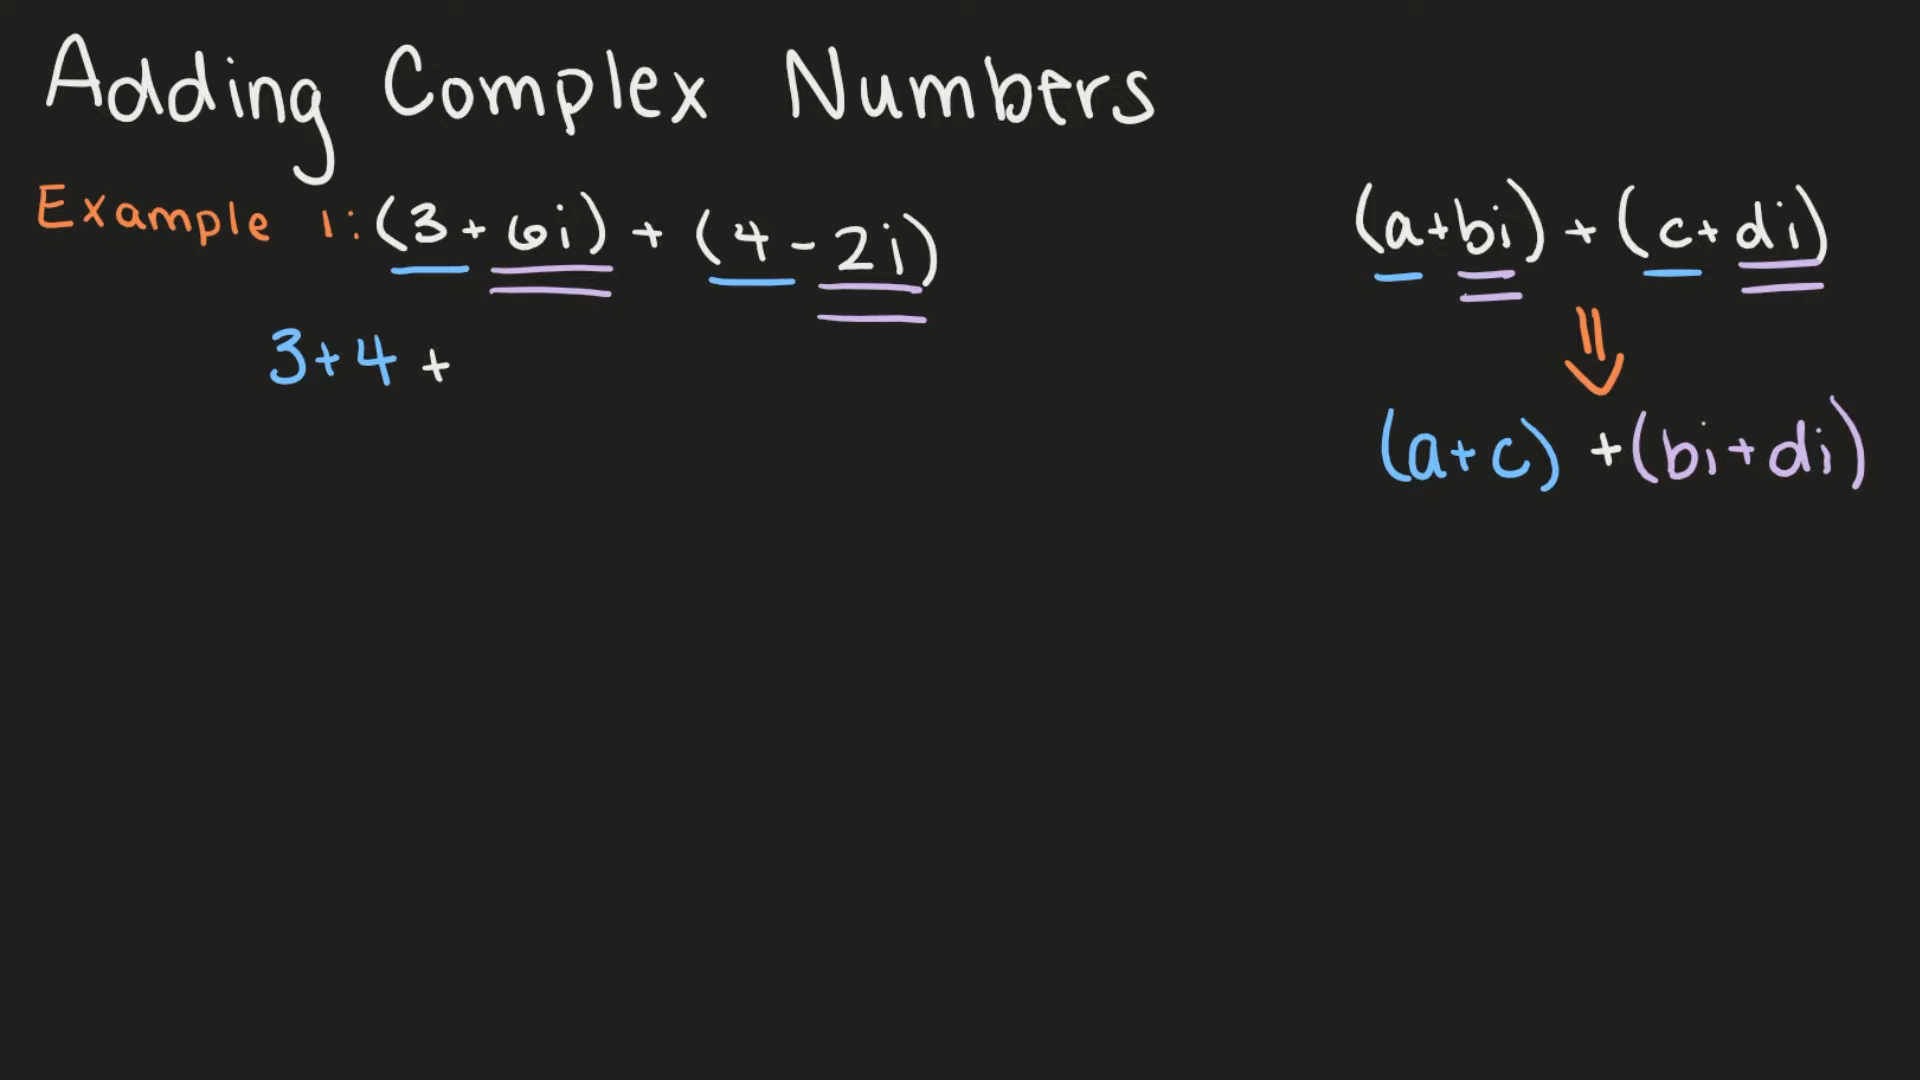 Adding Complex Numbers
Example 1: (3 + 6i) + (4 - 2i)
3 + 4 +
(a + bi) + (c + di)
(a + c) + (bi + di)